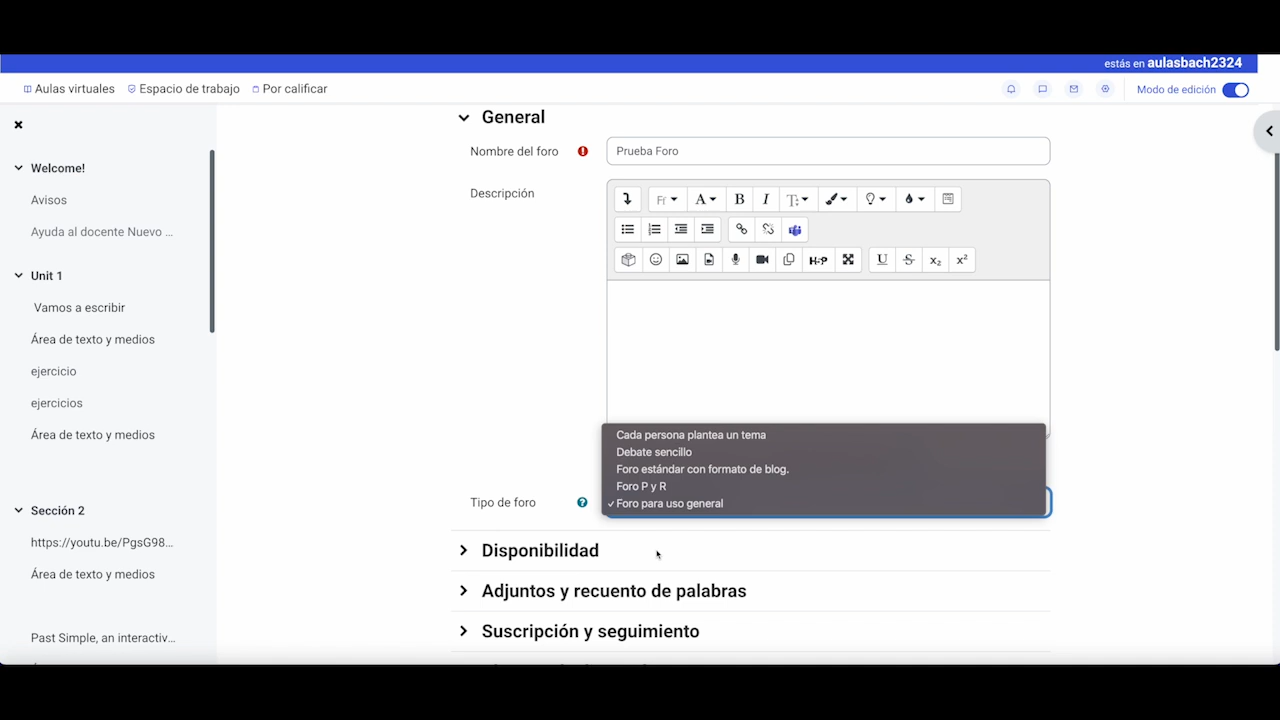 estás en aulasbach2324
Aulas virtuales Espacio de trabajo Por calificar Modo de edición
Welcome!
Avisos
Ayuda al docente Nuevo ...
Unit 1
Vamos a escribir
Área de texto y medios
ejercicio
ejercicios
Área de texto y medios
Sección 2
https://youtu.be/PgsG98...
Área de texto y medios
Past Simple, an interactiv...
General
Nombre del foro Prueba Foro
Descripción
Ff A B I T
H-P U S x₂ x²
Cada persona plantea un tema
Debate sencillo
Foro estándar con formato de blog.
Foro P y R
Tipo de foro ✓ Foro para uso general
Disponibilidad
Adjuntos y recuento de palabras
Suscripción y seguimiento